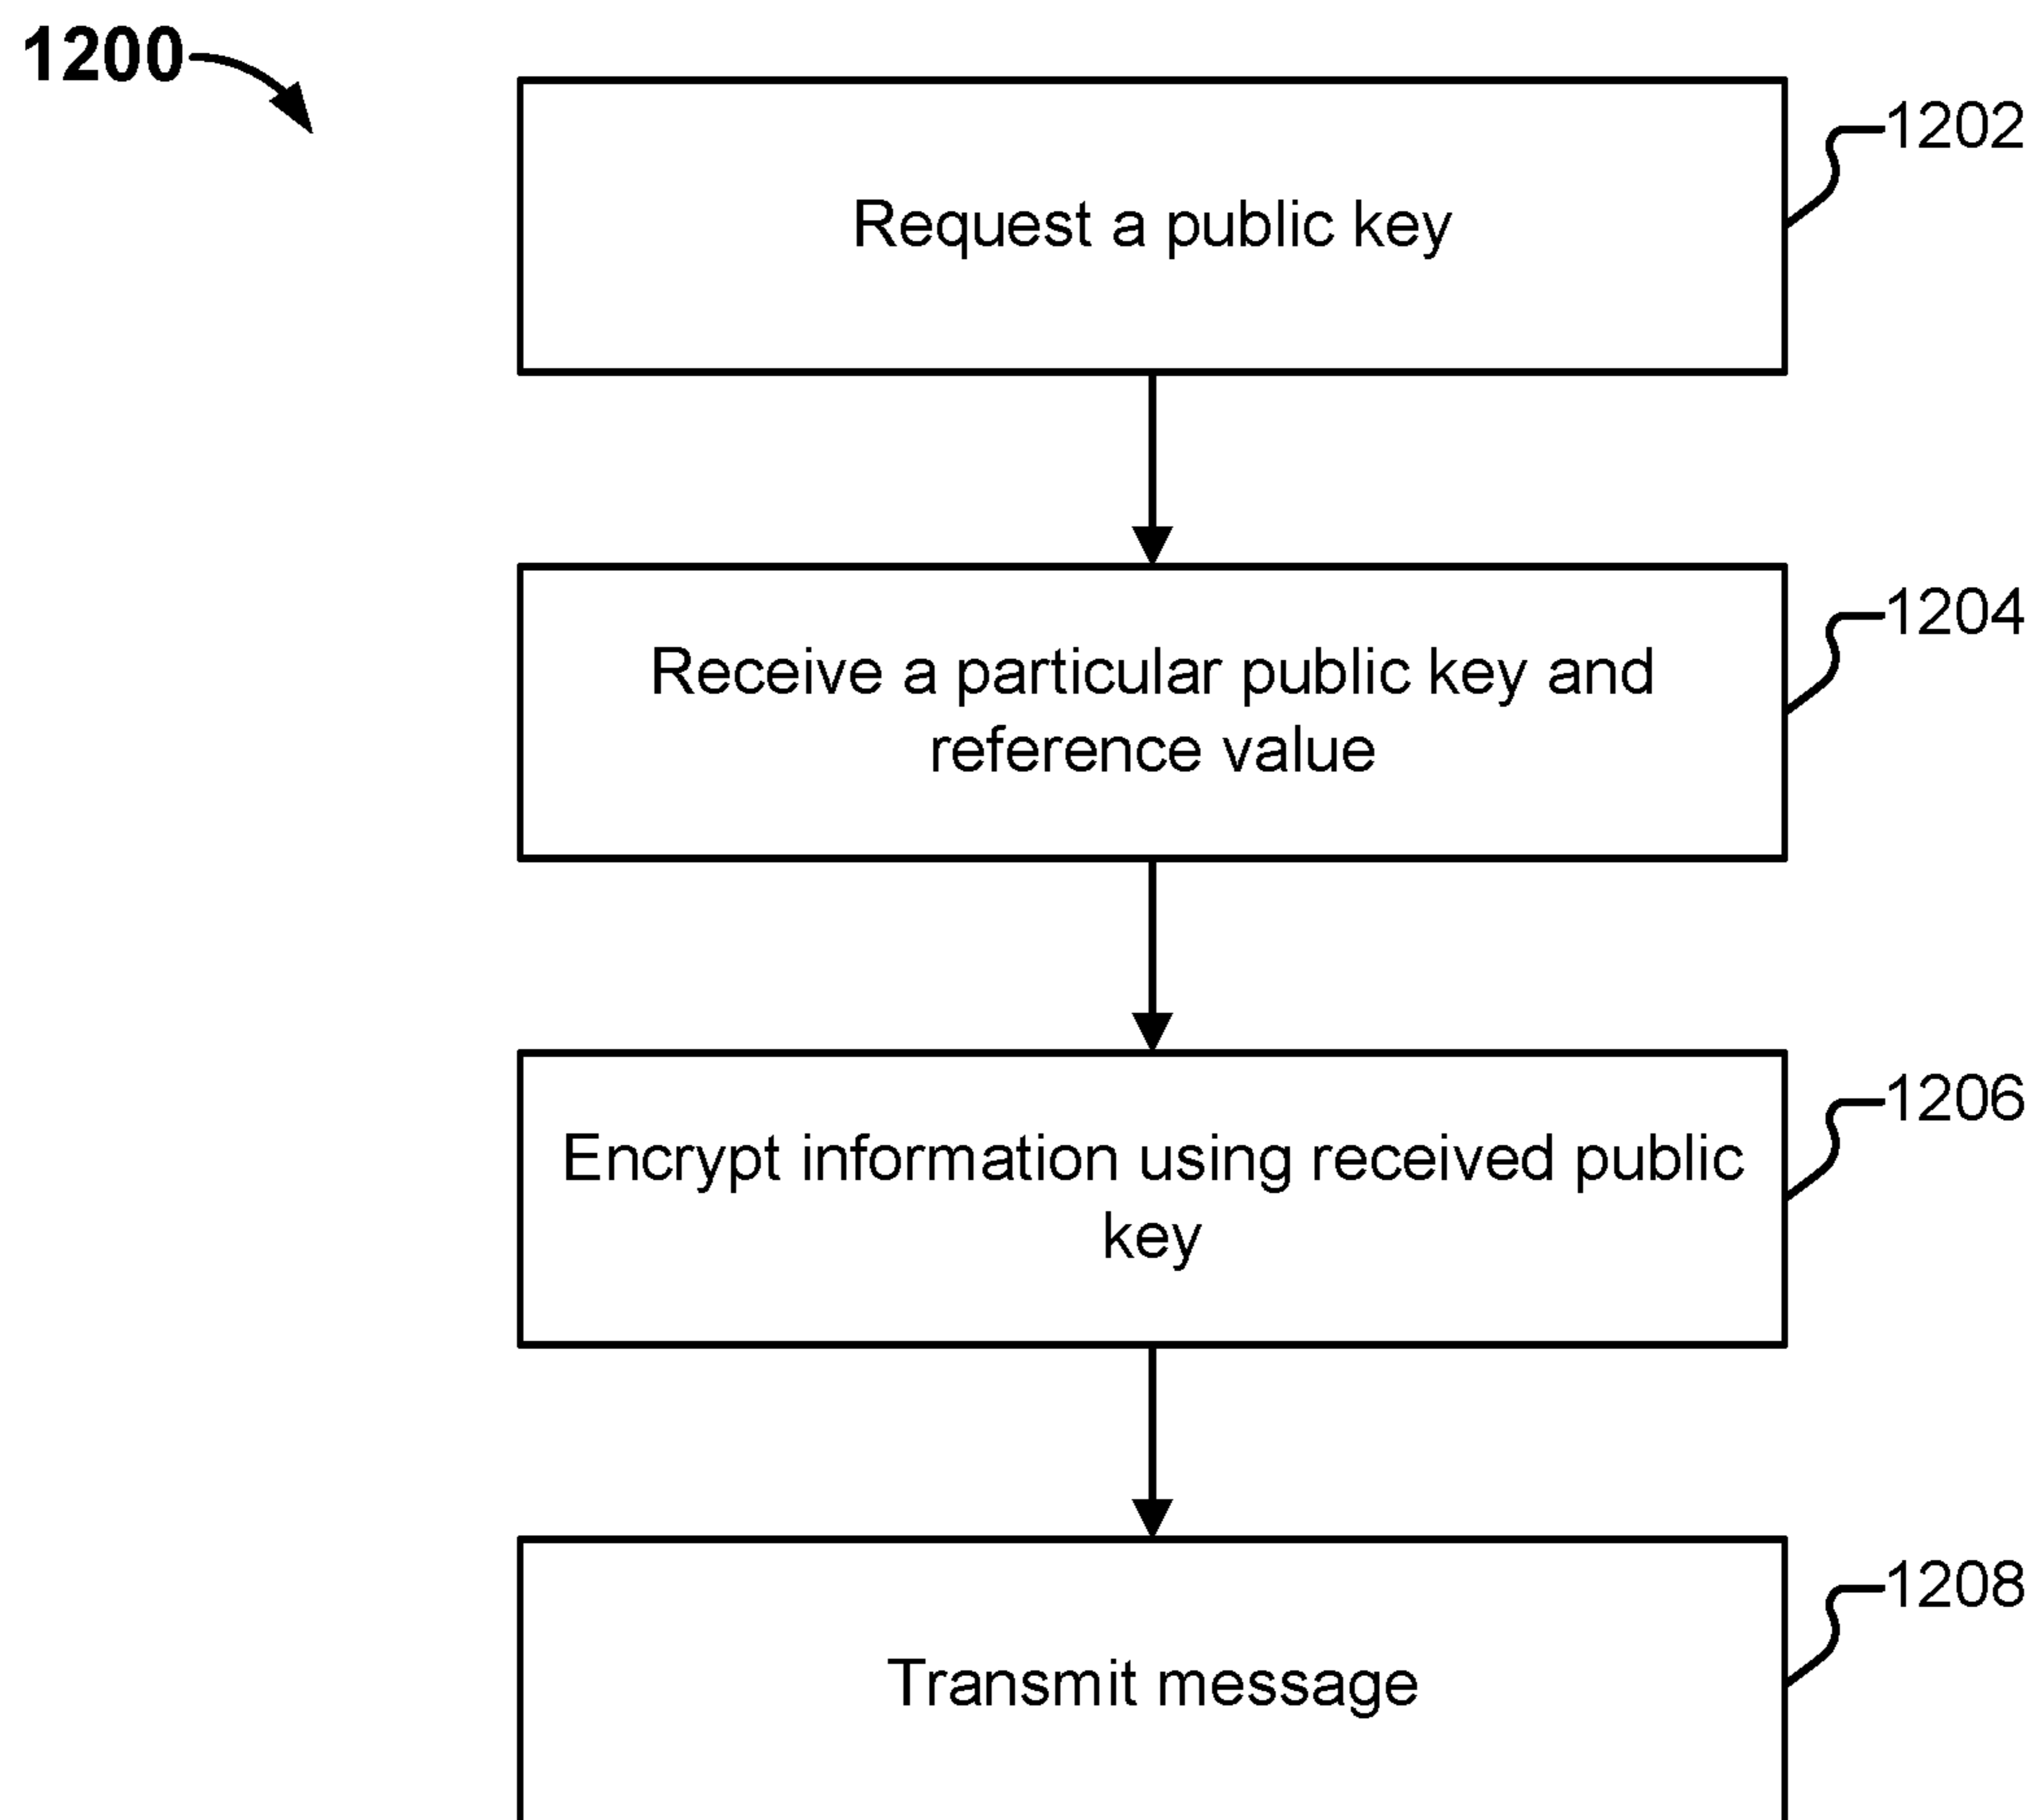 1200
1202
Request a public key
1204
Receive a particular public key and
reference value
1206
Encrypt information using received public
key
1208
Transmit message